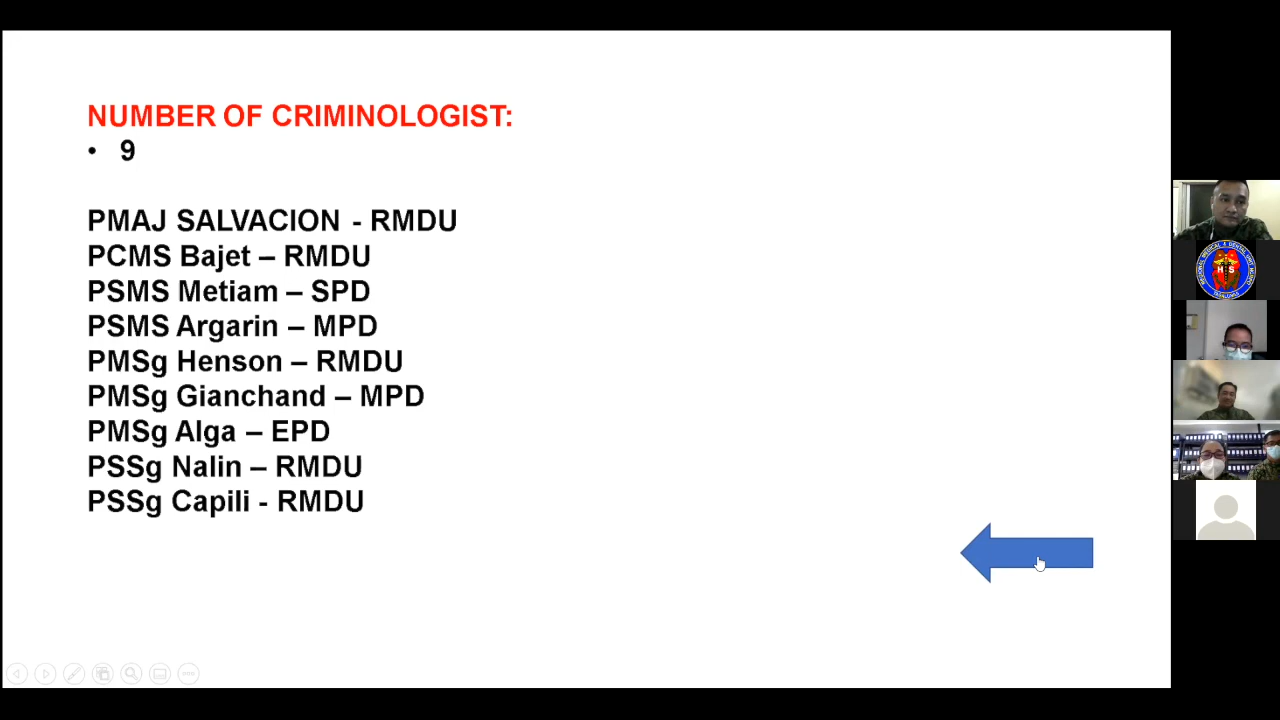 NUMBER OF CRIMINOLOGIST:
• 9
PMAJ SALVACION - RMDU
PCMS Bajet – RMDU
PSMS Metiam – SPD
PSMS Argarin – MPD
PMSg Henson – RMDU
PMSg Gianchand – MPD
PMSg Alga – EPD
PSSg Nalin – RMDU
PSSg Capili - RMDU